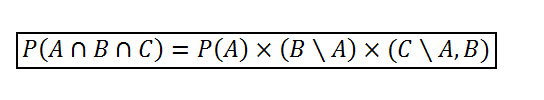 P(A ∩ B ∩ C) = P(A) × (B \ A) × (C \ A, B)